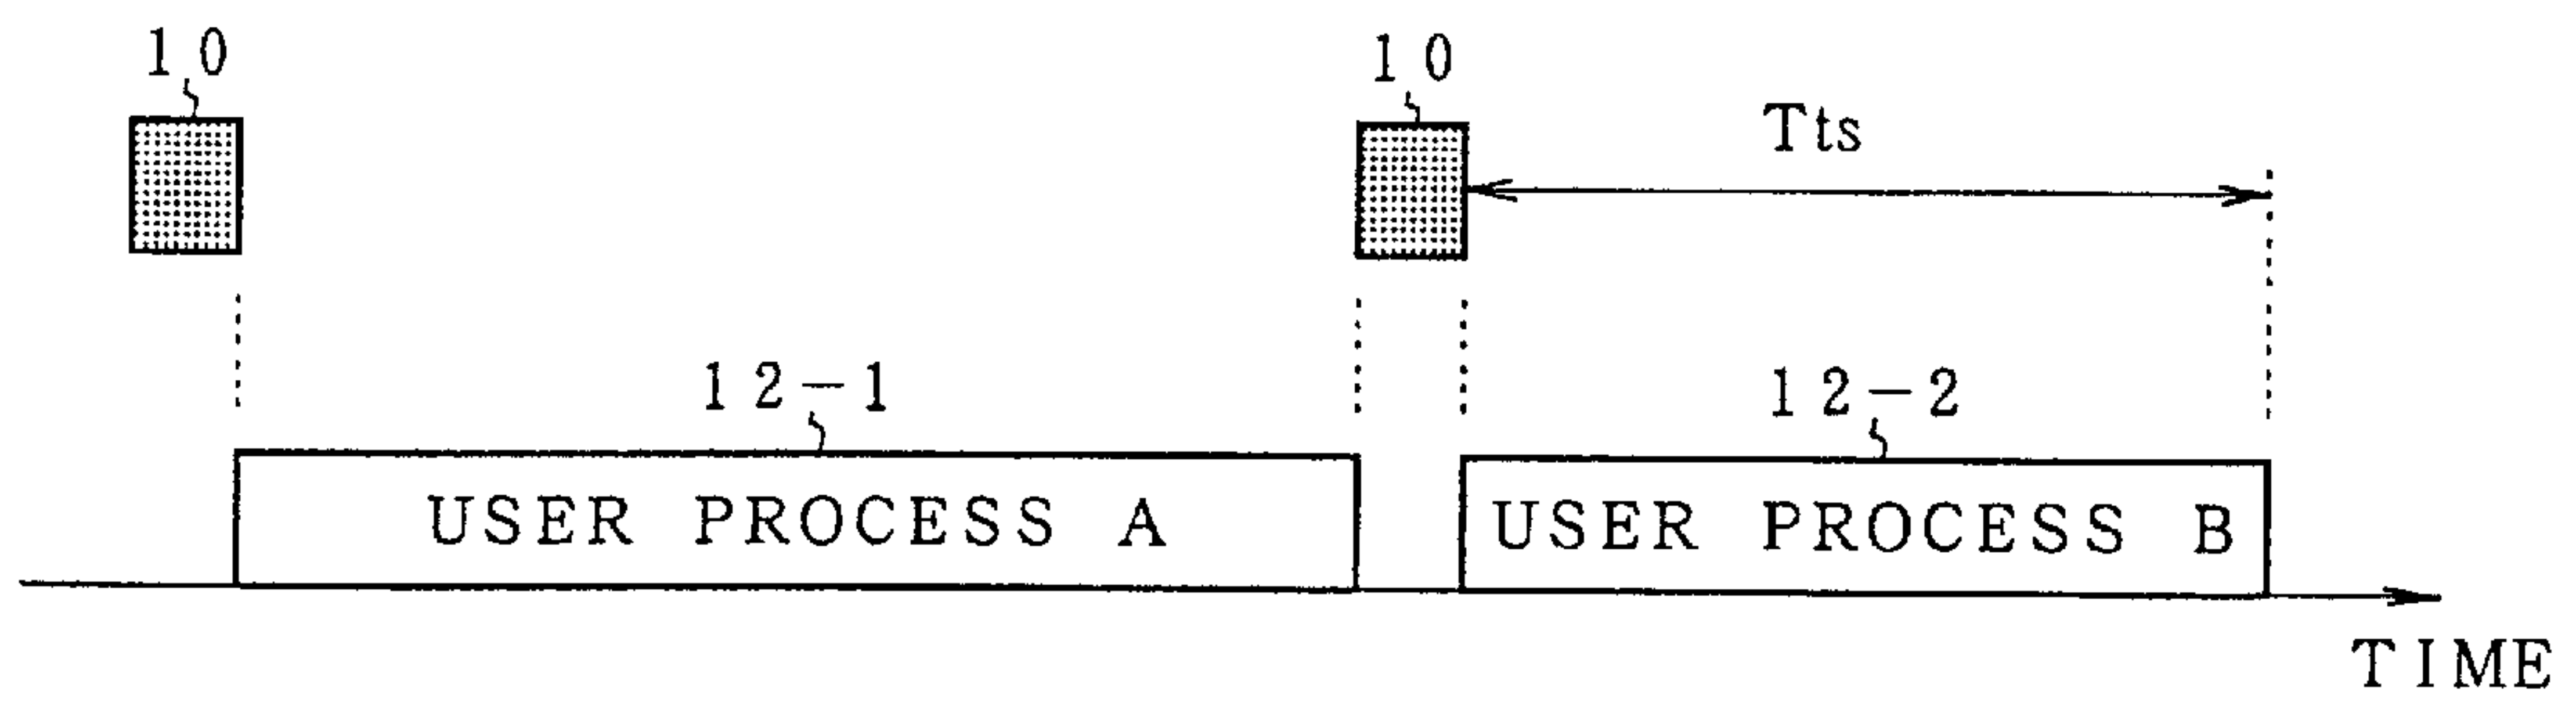 10
10
Tts
12-1
12-2
USER PROCESS A
USER PROCESS B
TIME